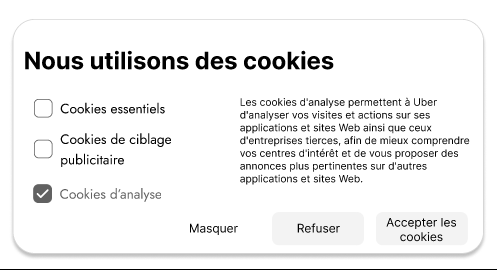 Nous utilisons des cookies
Cookies essentiels
Cookies de ciblage
publicitaire
Cookies d'analyse
Les cookies d'analyse permettent à Uber
d'analyser vos visites et actions sur ses
applications et sites Web ainsi que ceux
d'entreprises tierces, afin de mieux comprendre
vos centres d'intérêt et de vous proposer des
annonces plus pertinentes sur d'autres
applications et sites Web.
Masquer
Refuser
Accepter les
cookies